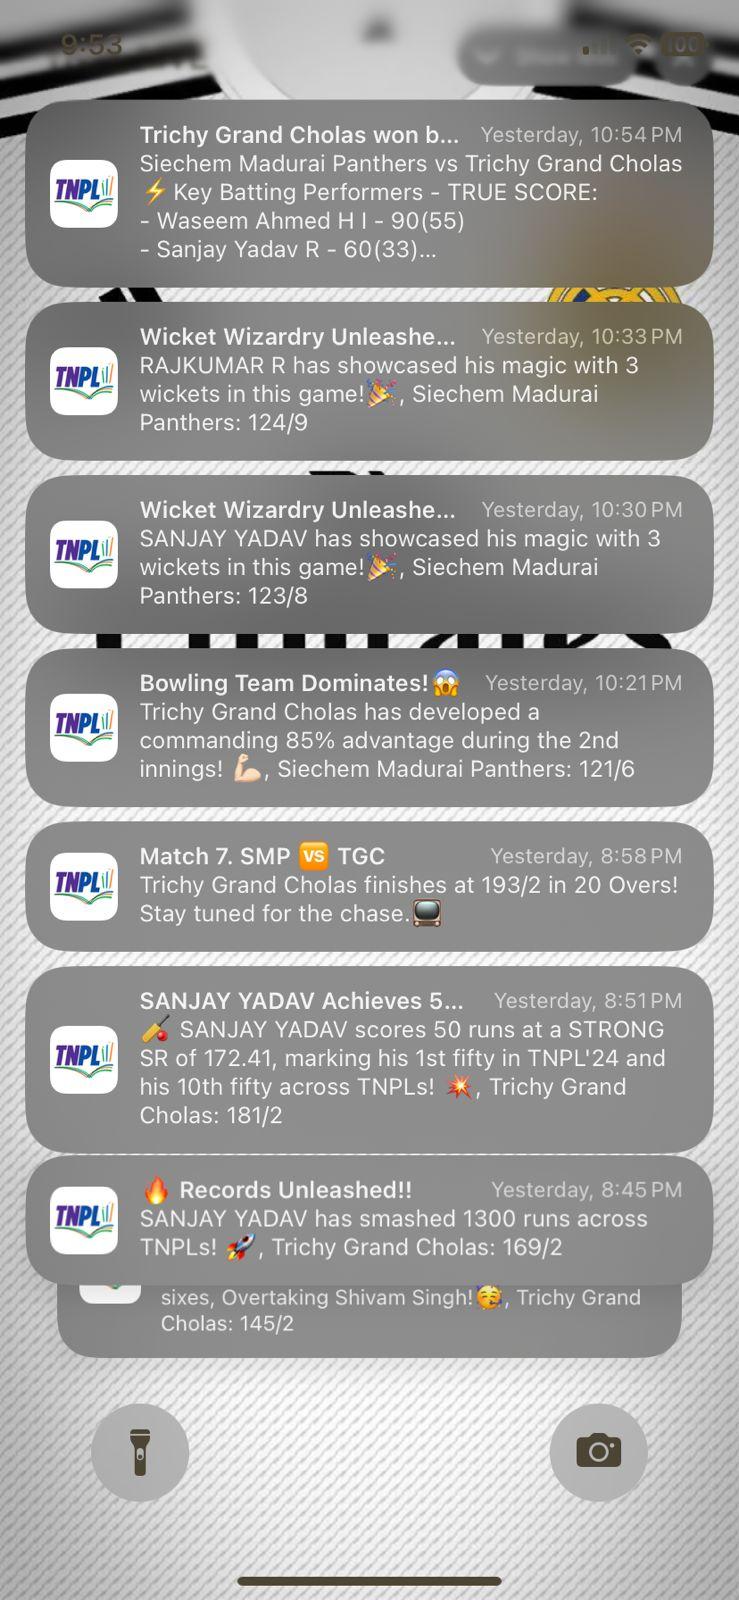 9:53
100
Trichy Grand Cholas won b... Yesterday, 10:54 PM
Siechem Madurai Panthers vs Trichy Grand Cholas
⚡ Key Batting Performers - TRUE SCORE:
- Waseem Ahmed H I - 90(55)
- Sanjay Yadav R - 60(33)...
TNPL
Wicket Wizardry Unleashe... Yesterday, 10:33 PM
RAJKUMAR R has showcased his magic with 3
wickets in this game!🎉, Siechem Madurai
Panthers: 124/9
TNPL
Wicket Wizardry Unleashe... Yesterday, 10:30 PM
SANJAY YADAV has showcased his magic with 3
wickets in this game!🎉, Siechem Madurai
Panthers: 123/8
TNPL
Bowling Team Dominates!😱 Yesterday, 10:21 PM
Trichy Grand Cholas has developed a
commanding 85% advantage during the 2nd
innings! 💪🏻, Siechem Madurai Panthers: 121/6
TNPL
Match 7. SMP 🆚 TGC Yesterday, 8:58 PM
Trichy Grand Cholas finishes at 193/2 in 20 Overs!
Stay tuned for the chase.📺
TNPL
SANJAY YADAV Achieves 5... Yesterday, 8:51 PM
🏏 SANJAY YADAV scores 50 runs at a STRONG
SR of 172.41, marking his 1st fifty in TNPL'24 and
his 10th fifty across TNPLs! 💥, Trichy Grand
Cholas: 181/2
TNPL
🔥 Records Unleashed!! Yesterday, 8:45 PM
SANJAY YADAV has smashed 1300 runs across
TNPLs! 🚀, Trichy Grand Cholas: 169/2
TNPL
sixes, Overtaking Shivam Singh!🥳, Trichy Grand
Cholas: 145/2